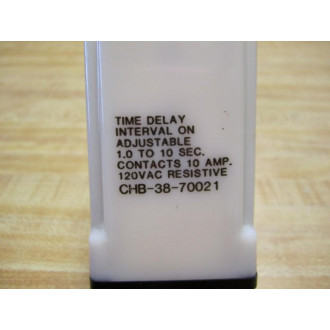 TIME DELAY
INTERVAL ON
ADJUSTABLE
1.0 TO 10 SEC.
CONTACTS 10 AMP.
120VAC RESISTIVE
CHB-38-70021